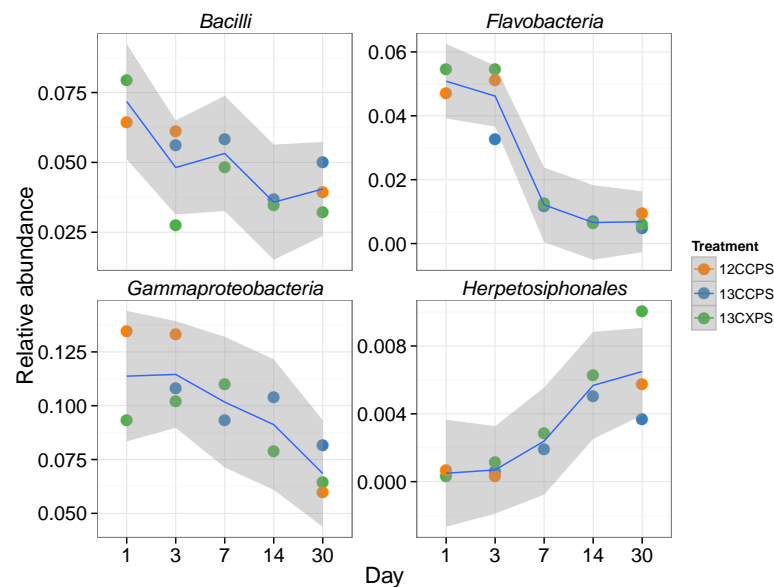 Bacilli
Flavobacteria
0.075
0.050
0.025
0.06
0.04
0.02
0.00
Relative abundance
Gammaproteobacteria
Herpetosiphonales
0.125
0.100
0.075
0.050
0.008
0.004
0.000
1 3 7 14 30
1 3 7 14 30
Day
Treatment
12CCPS
13CCPS
13CXPS